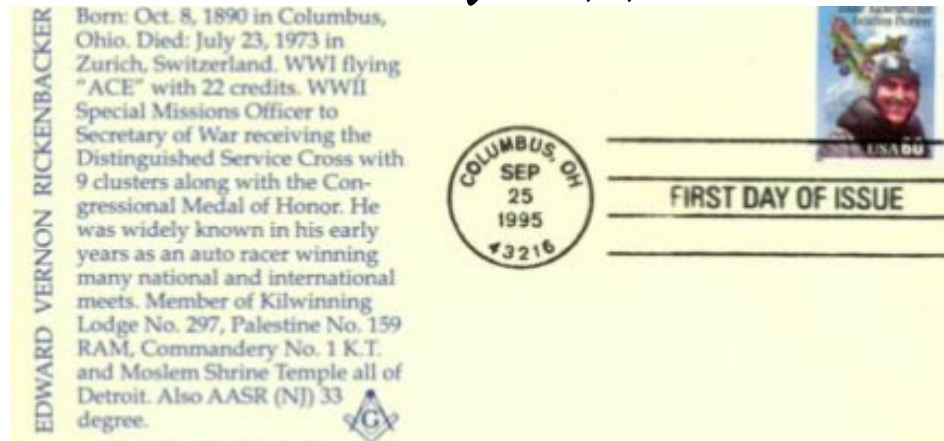 EDWARD VERNON RICKENBACKER
Born: Oct. 8, 1890 in Columbus,
Ohio. Died: July 23, 1973 in
Zurich, Switzerland. WWI flying
"ACE" with 22 credits. WWII
Special Missions Officer to
Secretary of War receiving the
Distinguished Service Cross with
9 clusters along with the Con-
gressional Medal of Honor. He
was widely known in his early
years as an auto racer winning
many national and international
meets. Member of Kilwinning
Lodge No. 297, Palestine No. 159
RAM, Commandery No. 1 K.T.
and Moslem Shrine Temple all of
Detroit. Also AASR (NJ) 33
degree.
G
COLUMBUS, OH
SEP
25
1995
43216
FIRST DAY OF ISSUE
Aviation Pioneer
USA 60